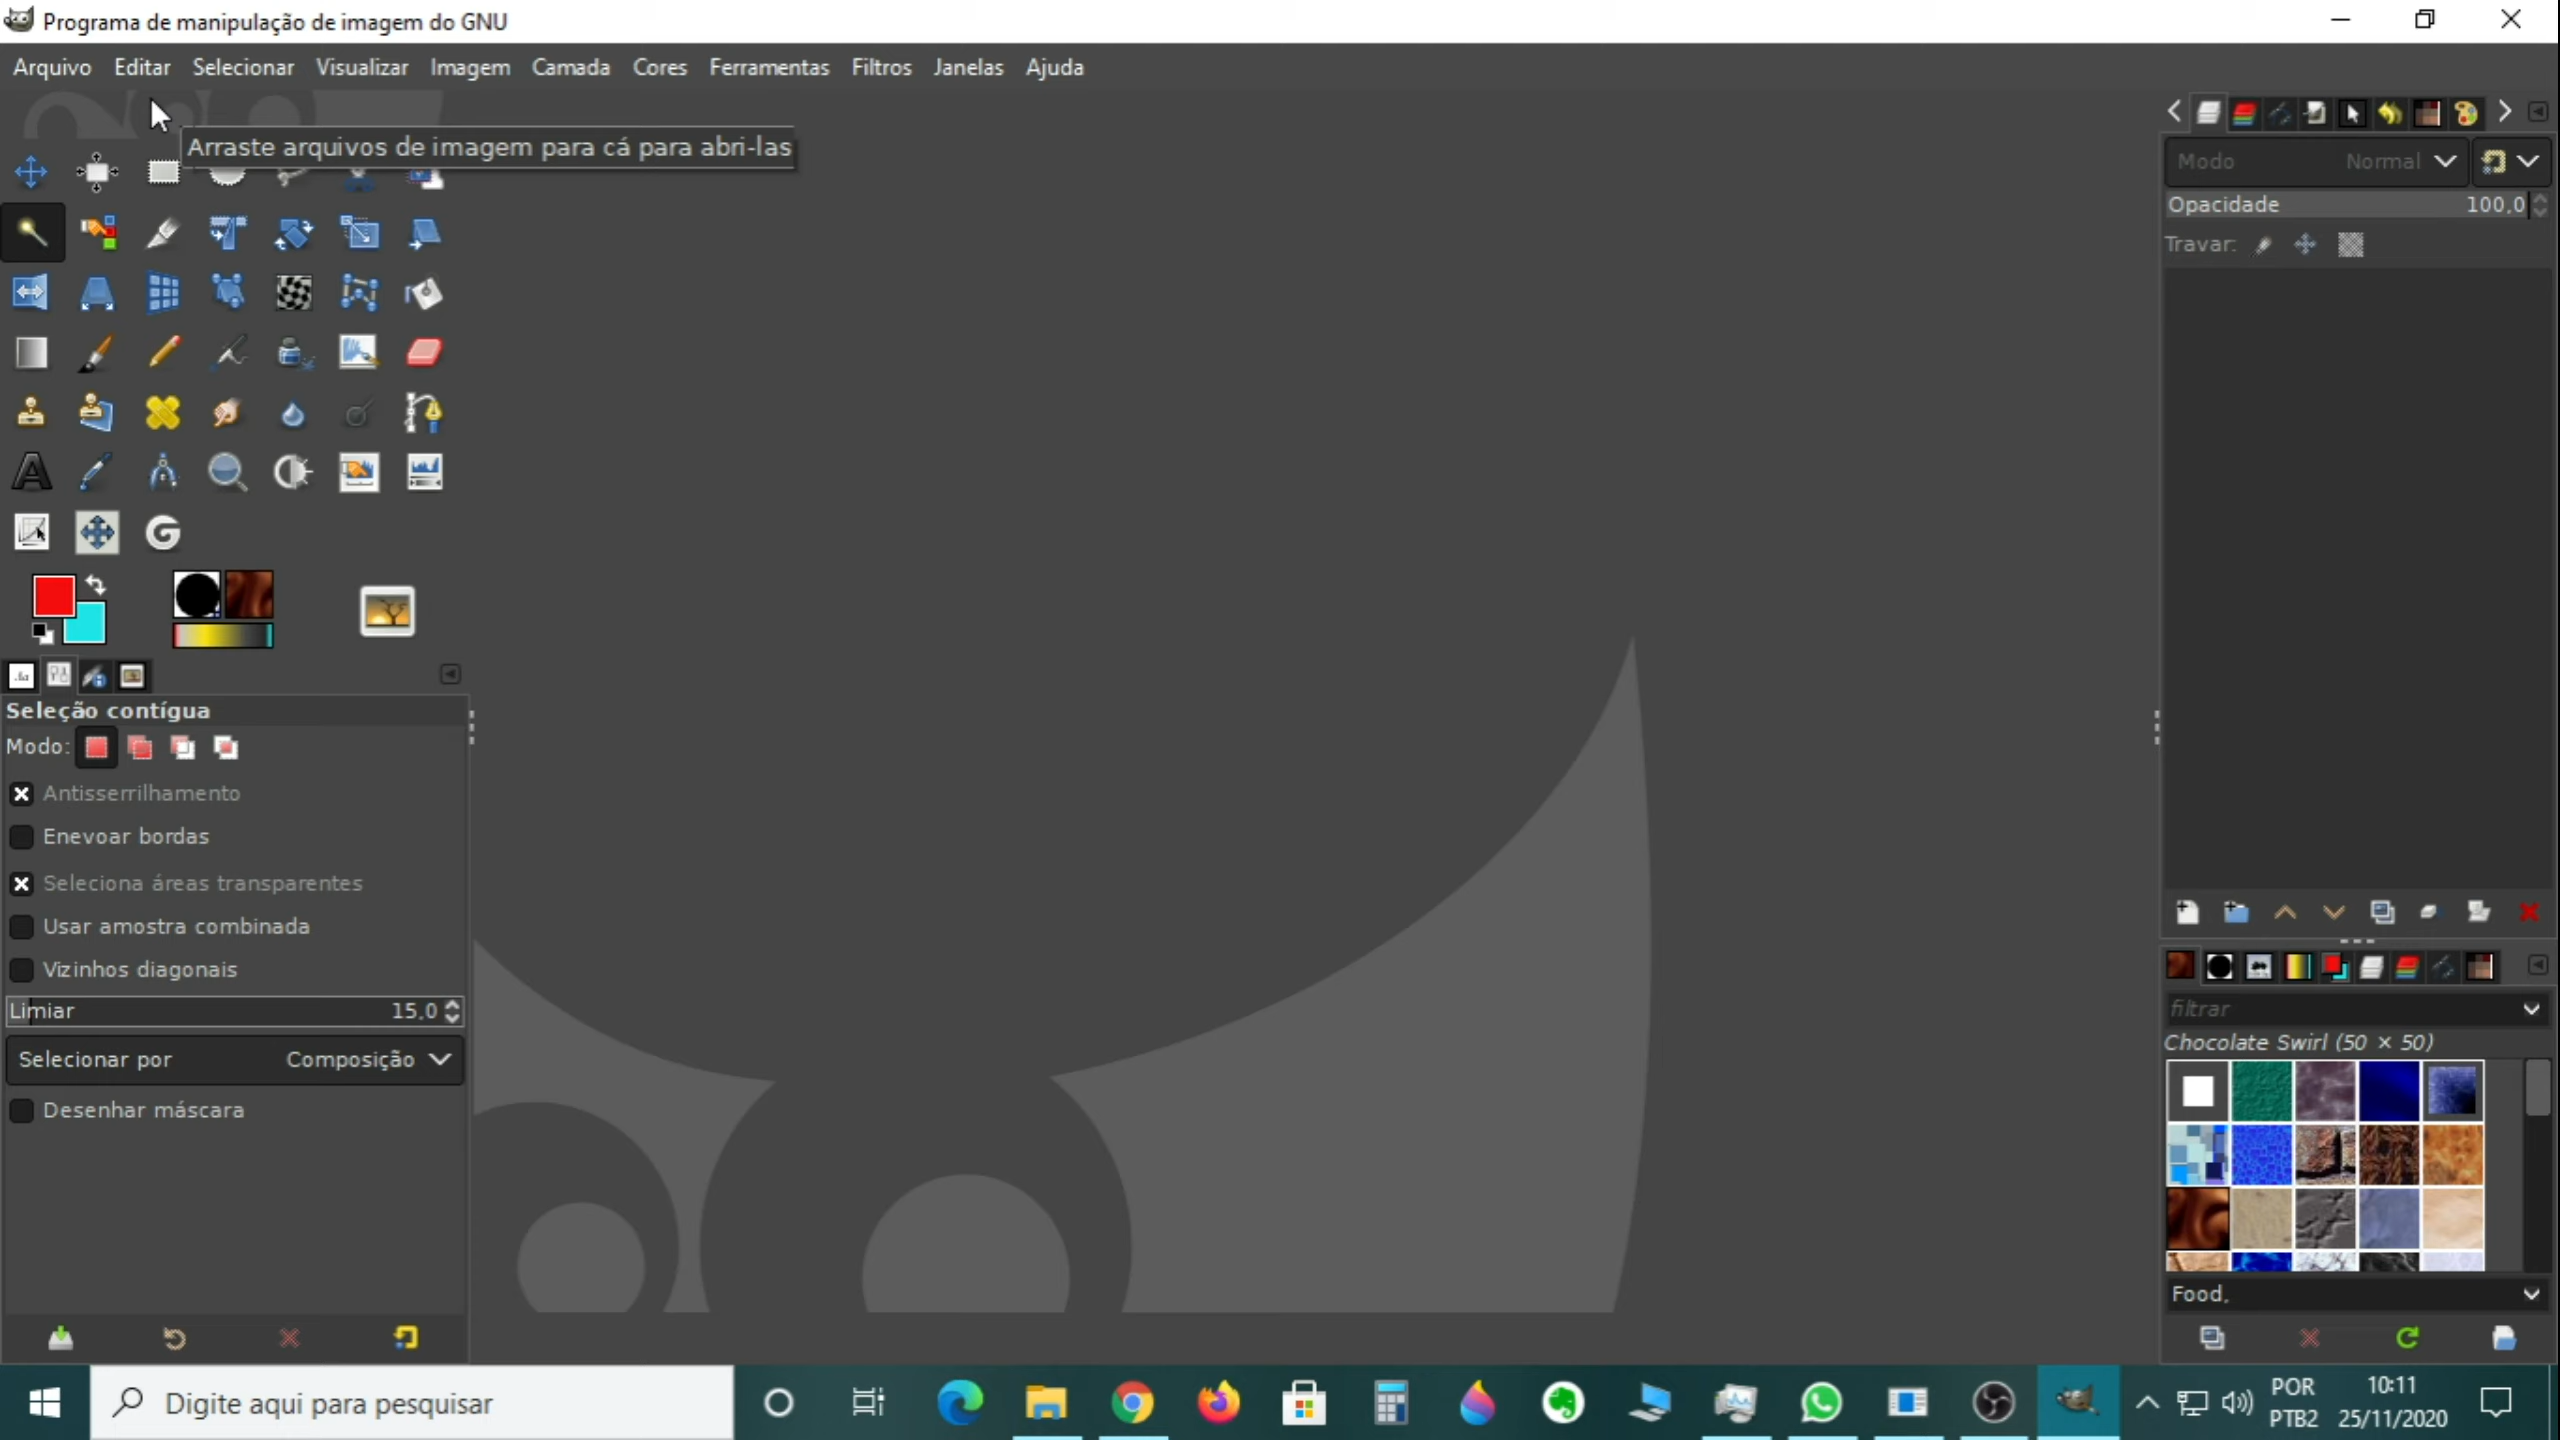 Programa de manipulação de imagem do GNU
Arquivo Editar Selecionar Visualizar Imagem Camada Cores Ferramentas Filtros Janelas Ajuda
Arraste arquivos de imagem para cá para abri-las
Modo Normal
Opacidade 100,0
Travar:
Seleção contígua
Modo:
Antisserrilhamento
Enevoar bordas
Seleciona áreas transparentes
Usar amostra combinada
Vizinhos diagonais
Limiar 15,0
Selecionar por Composição
Desenhar máscara
filtrar
Chocolate Swirl (50 × 50)
Food,
Digite aqui para pesquisar
POR
PTB2
10:11
25/11/2020